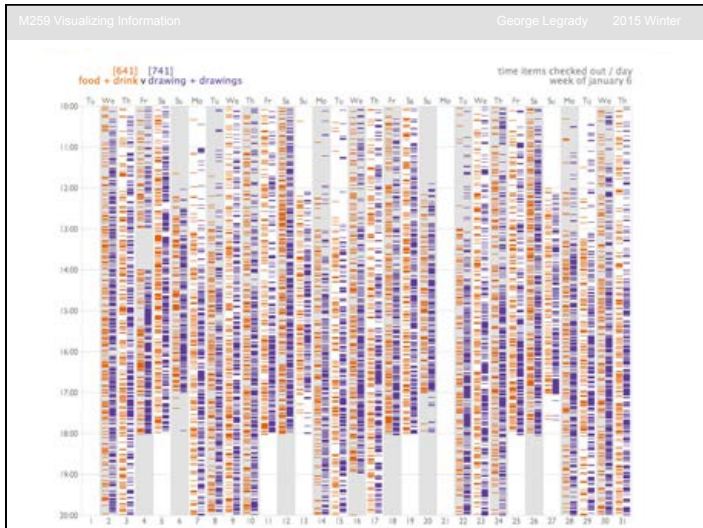 M259 Visualizing Information George Legrady 2015 Winter
[641] [741]
food + drink v drawing + drawings
time items checked out / day
week of january 6
Tu We Th Fr Sa Su Mo Tu We Th Fr Sa Su Mo Tu We Th Fr Sa Su Mo Tu We Th Fr Sa Su Mo Tu We Th
10:00
11:00
12:00
13:00
14:00
15:00
16:00
17:00
18:00
19:00
20:00
1 2 3 4 5 6 7 8 9 10 11 12 13 14 15 16 17 18 19 20 21 22 23 24 25 26 27 28 29 30 31